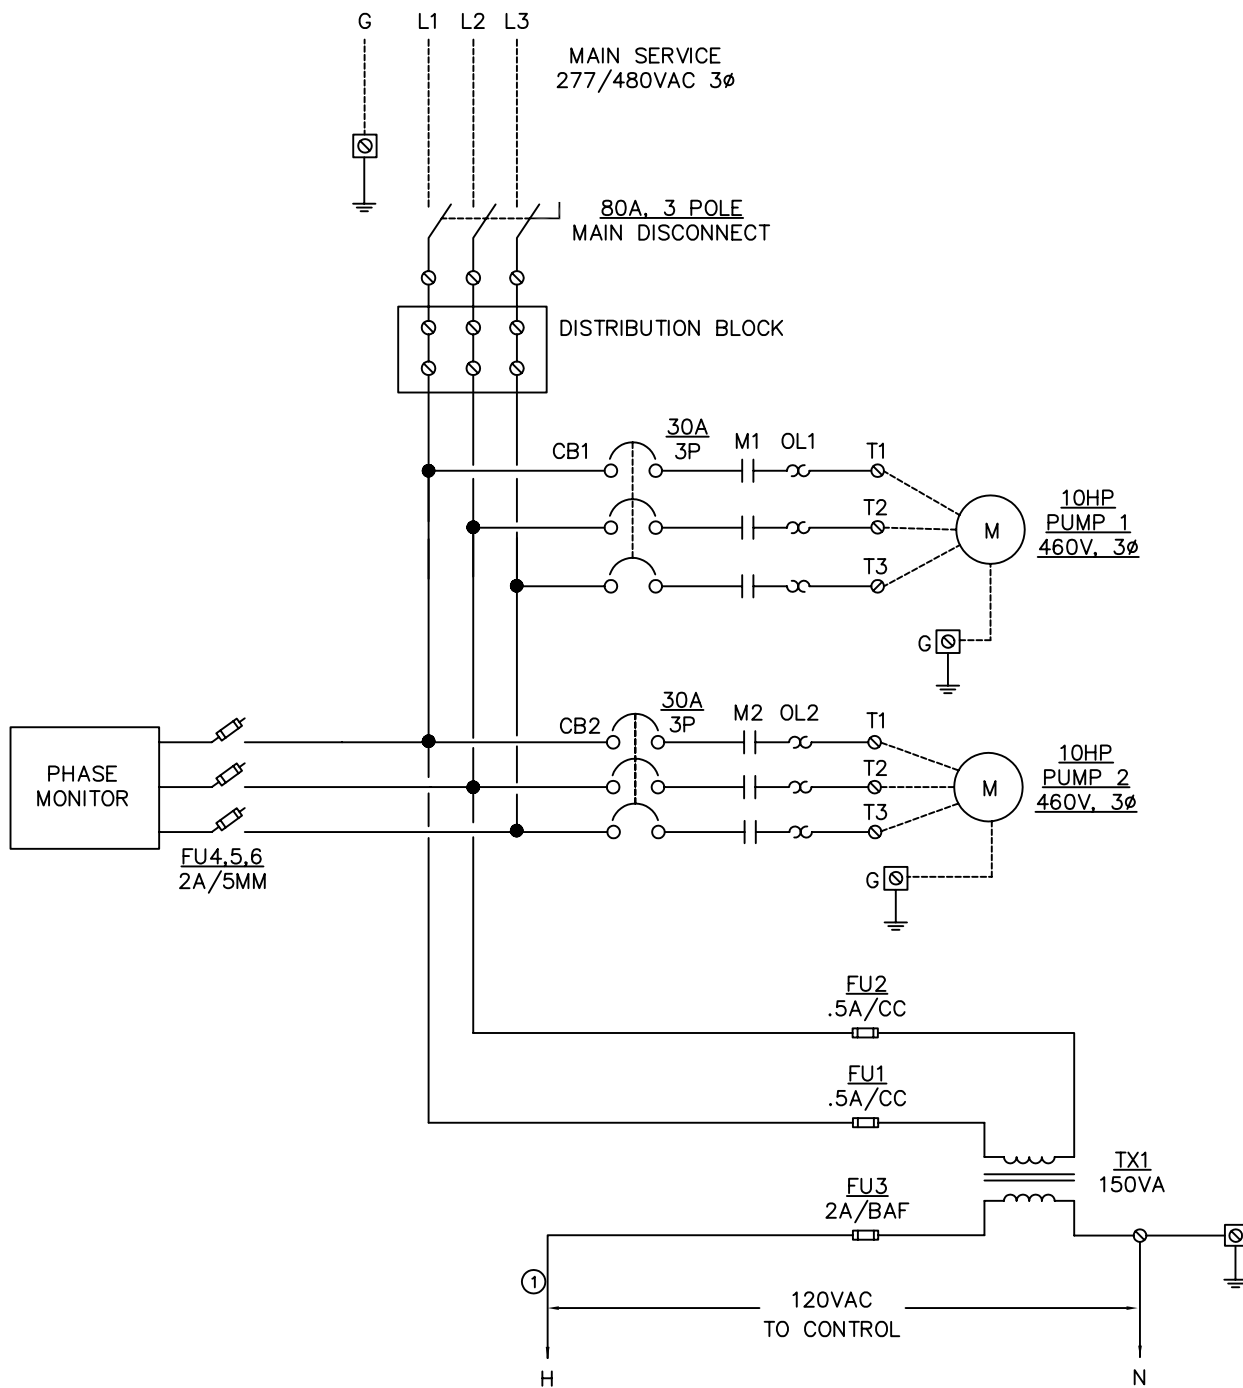 G L1 L2 L3
MAIN SERVICE
277/480VAC 3ø
80A, 3 POLE
MAIN DISCONNECT
DISTRIBUTION BLOCK
CB1
30A
3P
M1 OL1
T1
T2
T3
M
10HP
PUMP 1
460V, 3ø
G
PHASE
MONITOR
FU4,5,6
2A/5MM
CB2
30A
3P
M2 OL2
T1
T2
T3
M
10HP
PUMP 2
460V, 3ø
G
FU2
.5A/CC
FU1
.5A/CC
TX1
150VA
FU3
2A/BAF
1
120VAC
TO CONTROL
H
N